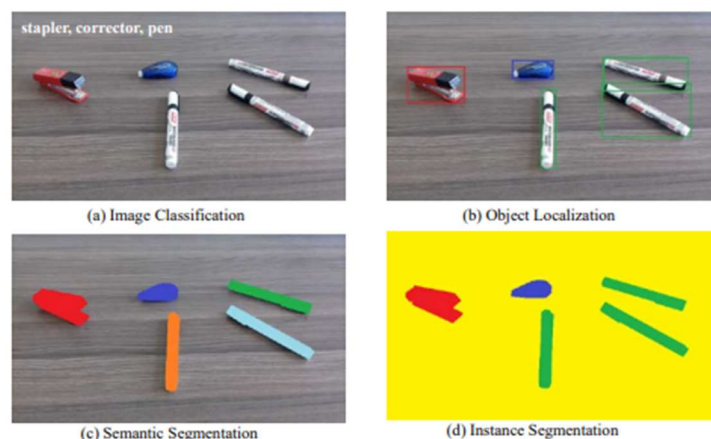 stapler, corrector, pen
(a) Image Classification
(b) Object Localization
(c) Semantic Segmentation
(d) Instance Segmentation